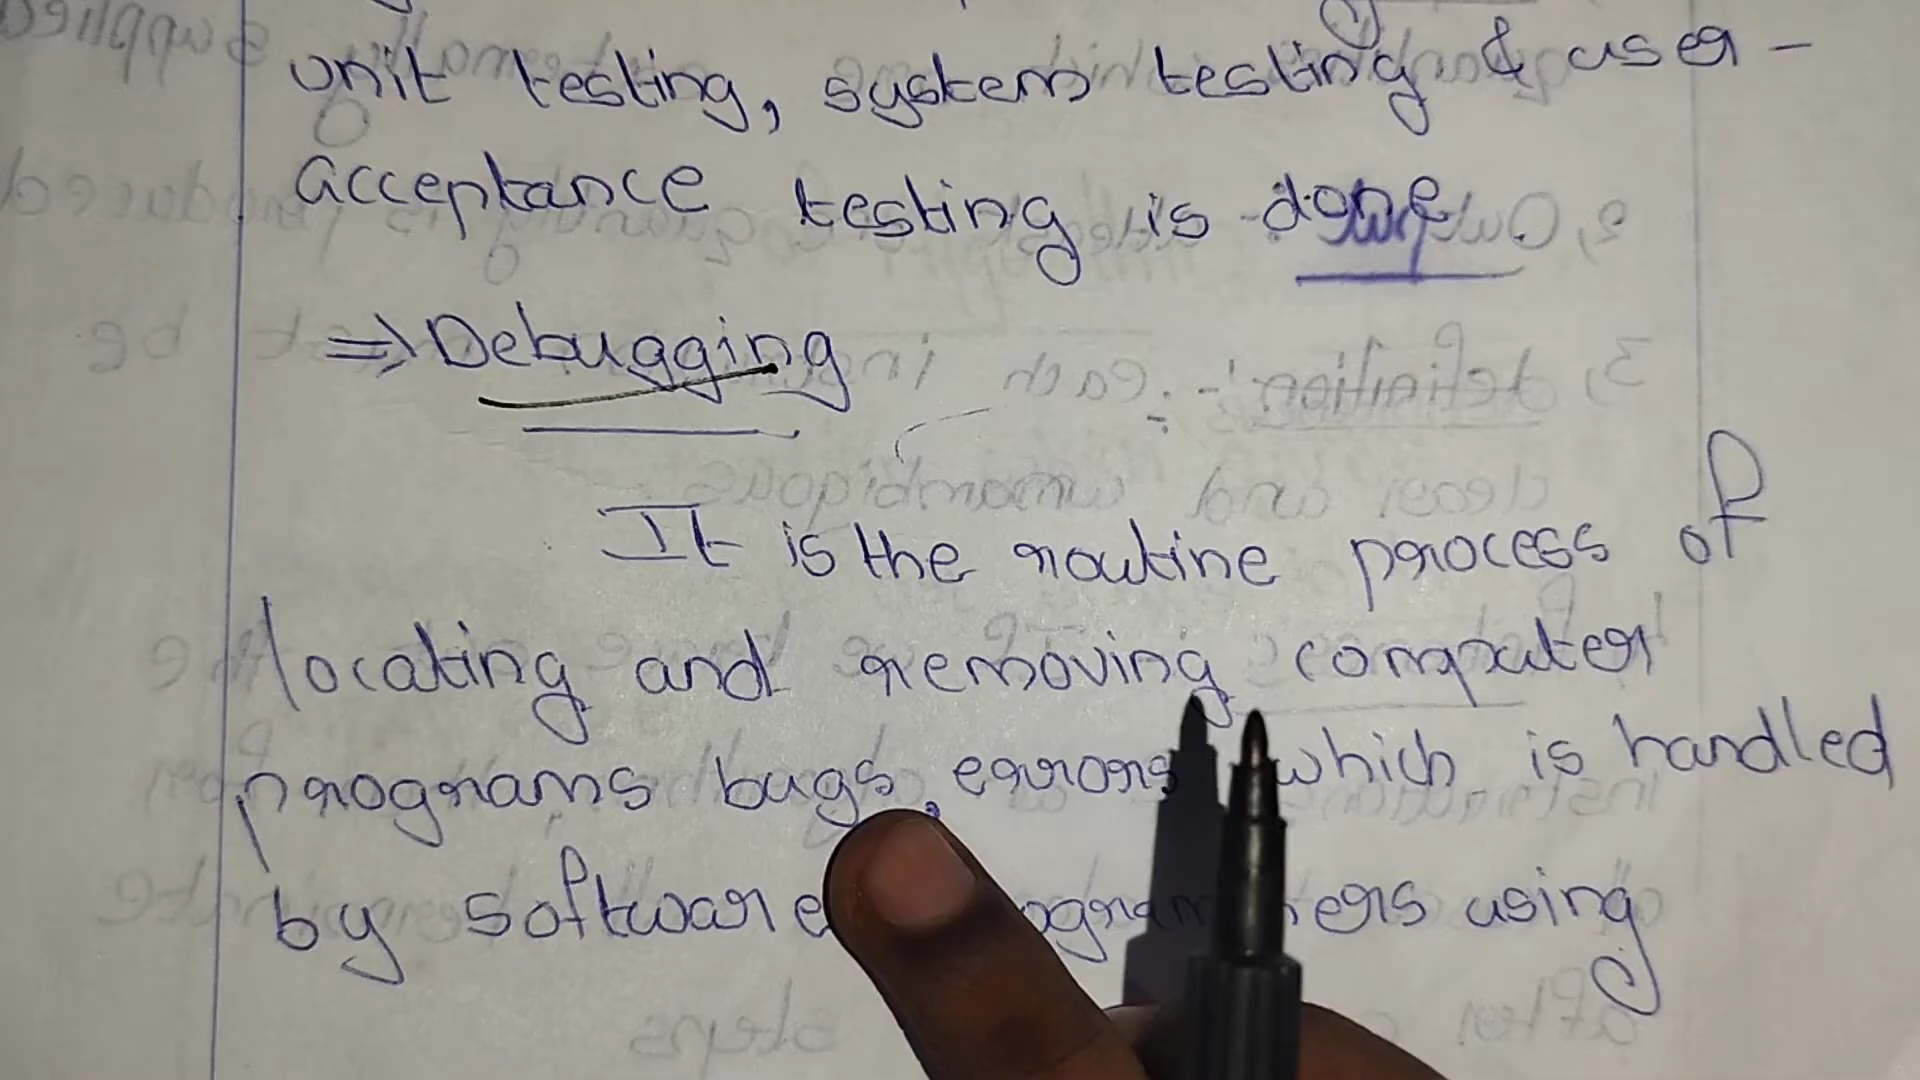 unit testing, system testing & user-
acceptance testing is done
⇒ Debugging
It is the routine process of
locating and removing computer
programs bugs, errors which is handled
by software using